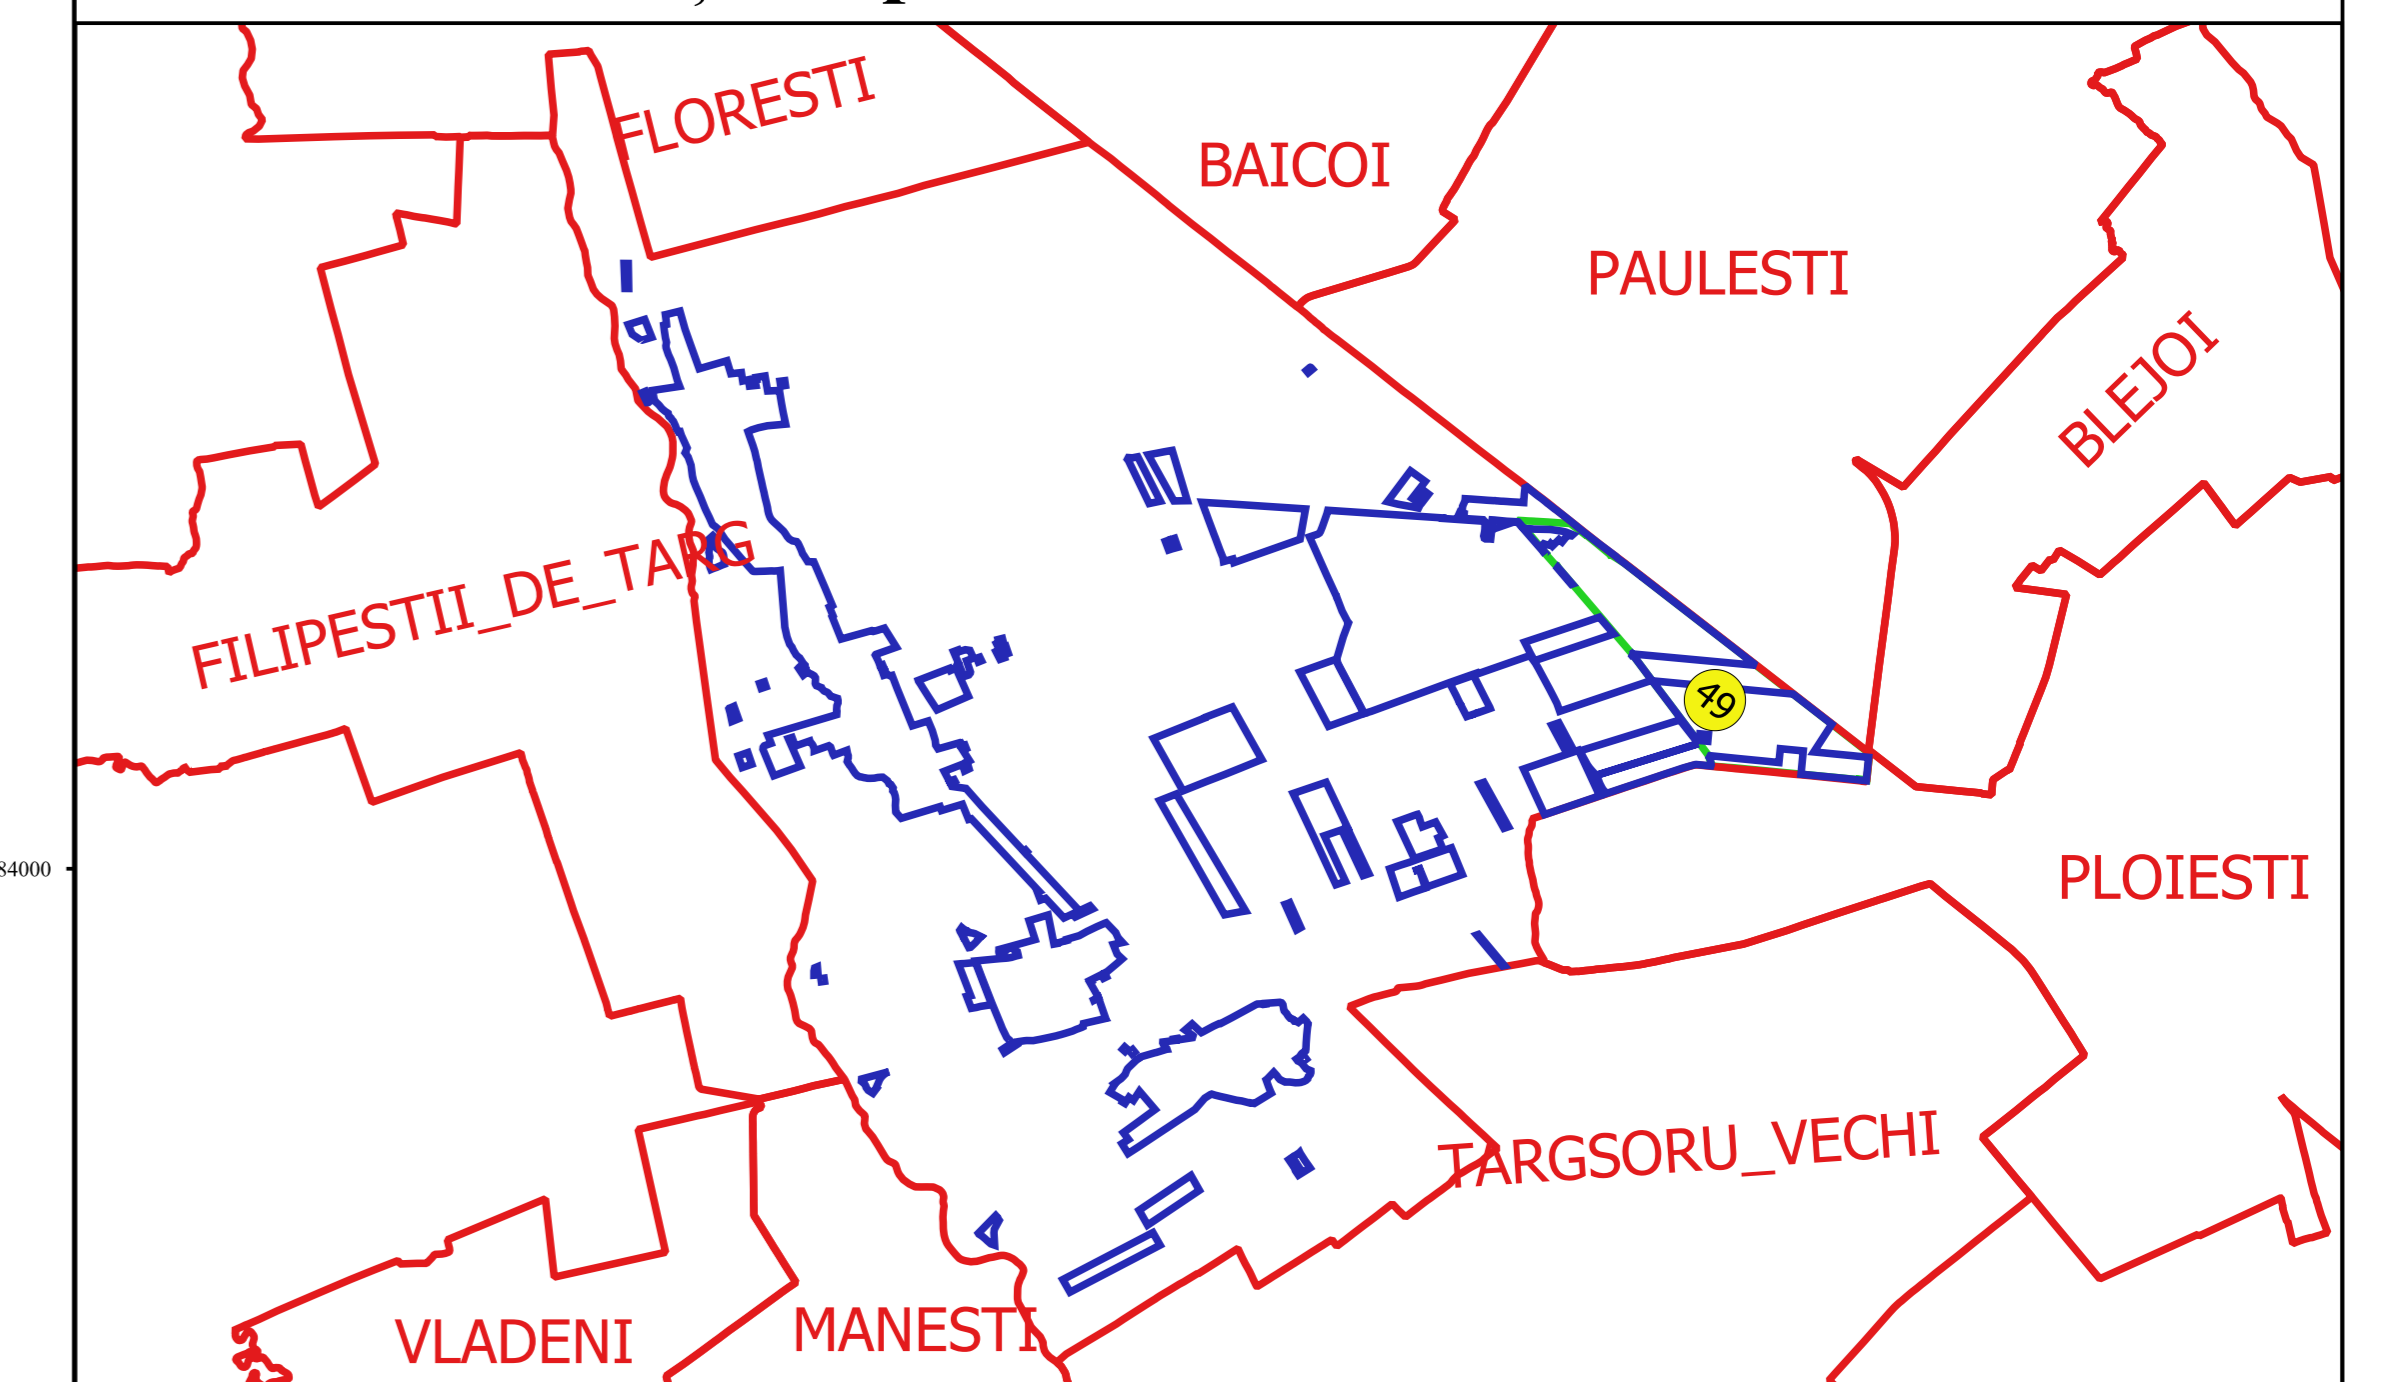 FLORESTI
BAICOI
PAULESTI
BLEJOI
FILIPESTII_DE_TARG
49
84000
PLOIESTI
TARGSORU_VECHI
MANESTI
VLADENI